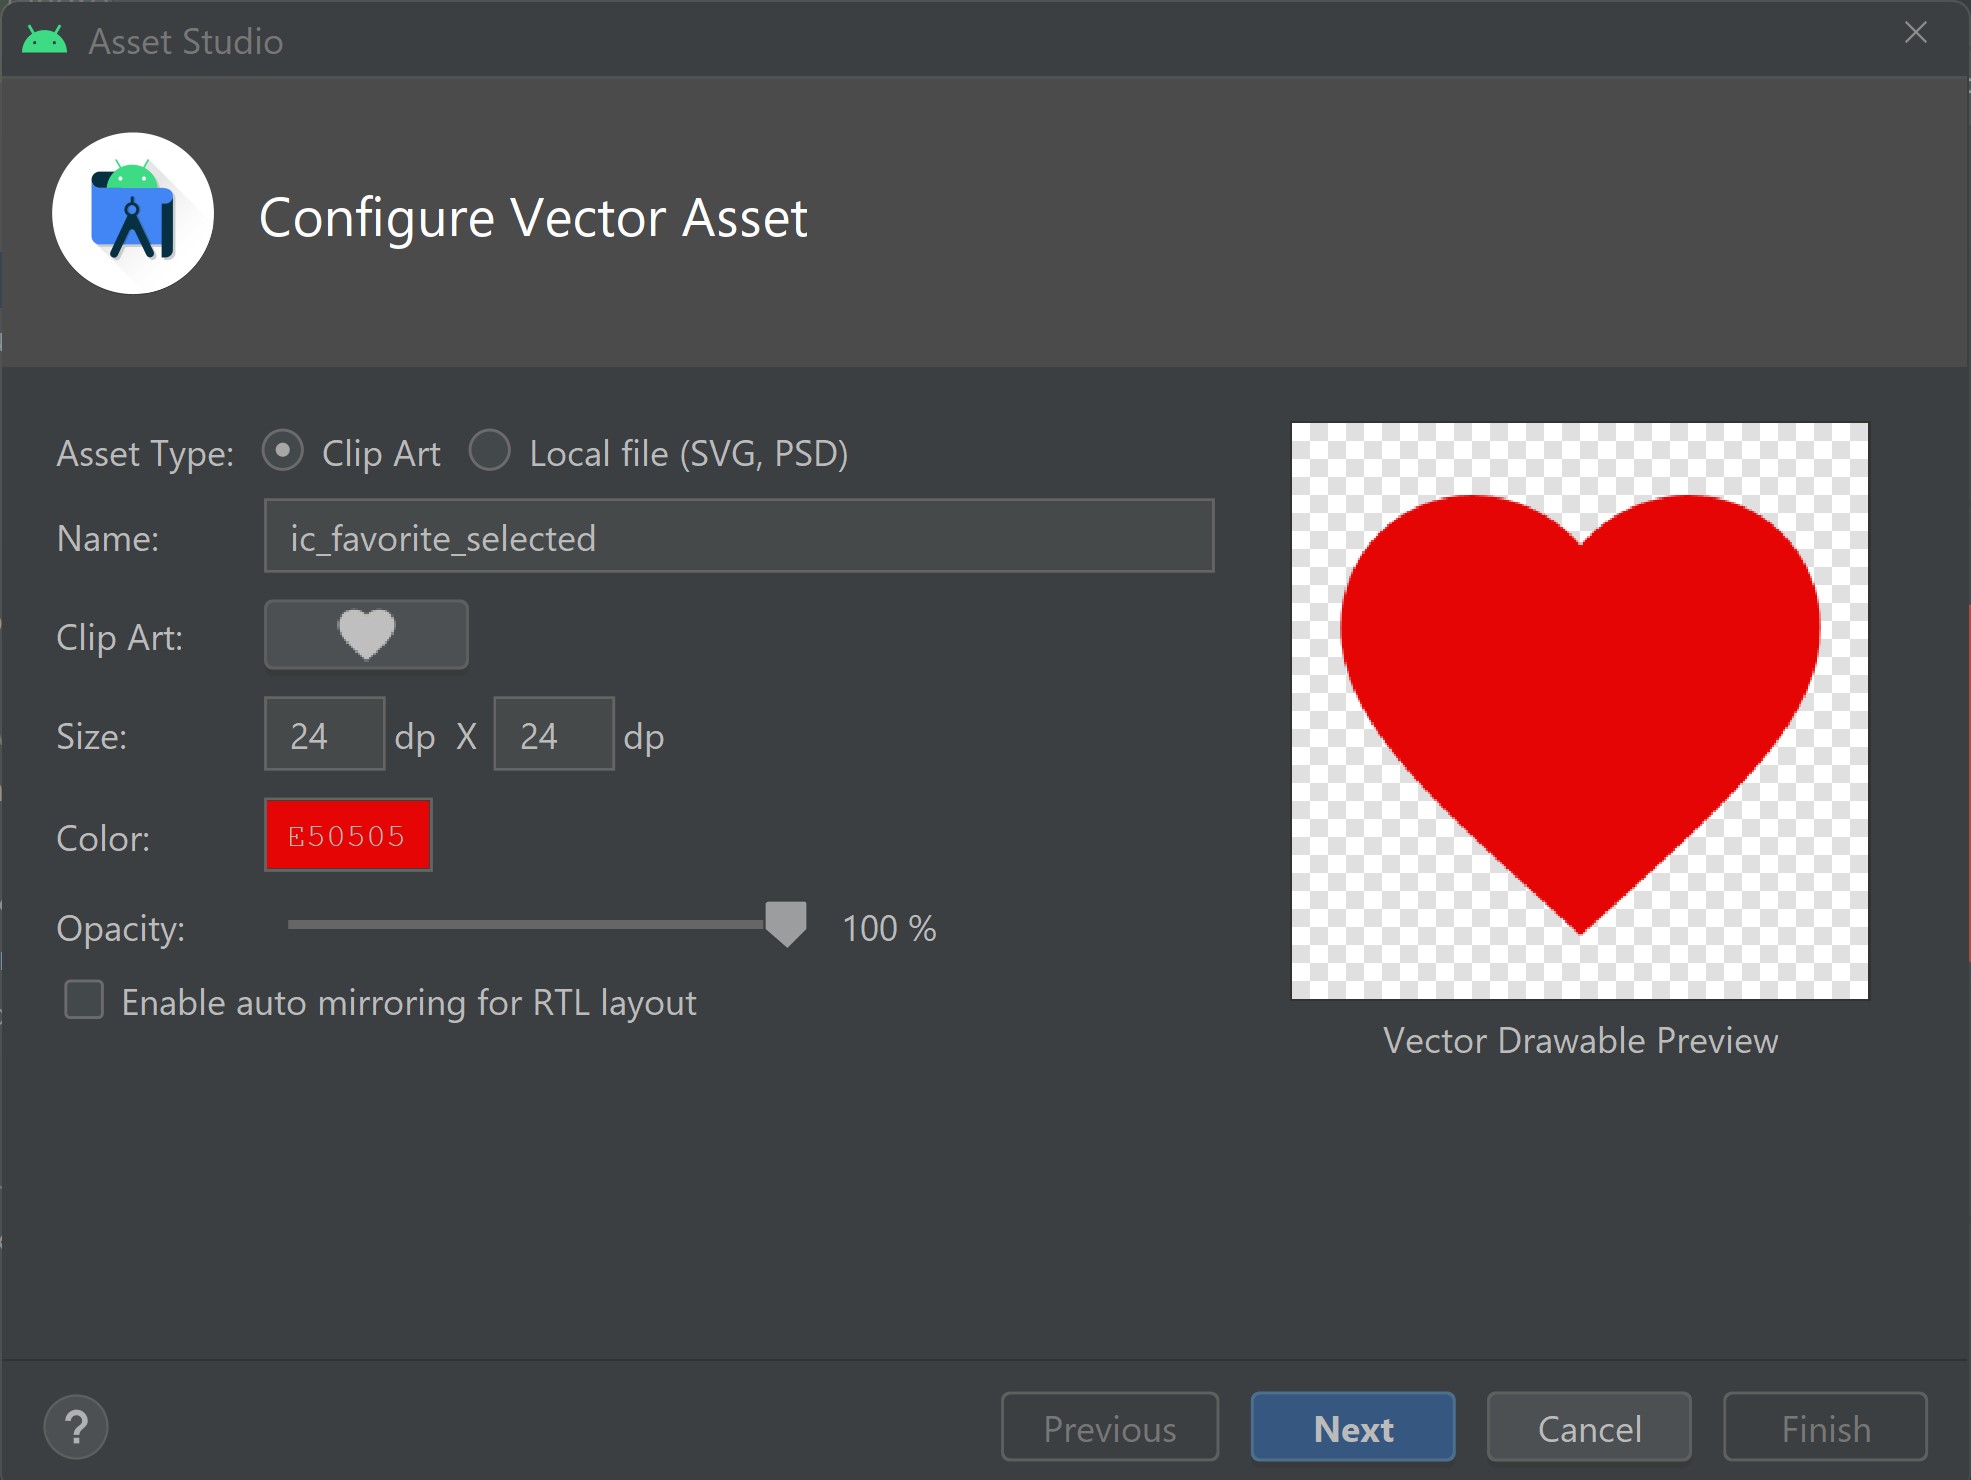 Asset Studio
Configure Vector Asset
Asset Type: Clip Art Local file (SVG, PSD)
Name: ic_favorite_selected
Clip Art:
Size: 24 dp X 24 dp
Color: E50505
Opacity: 100 %
Enable auto mirroring for RTL layout
Vector Drawable Preview
? Previous Next Cancel Finish